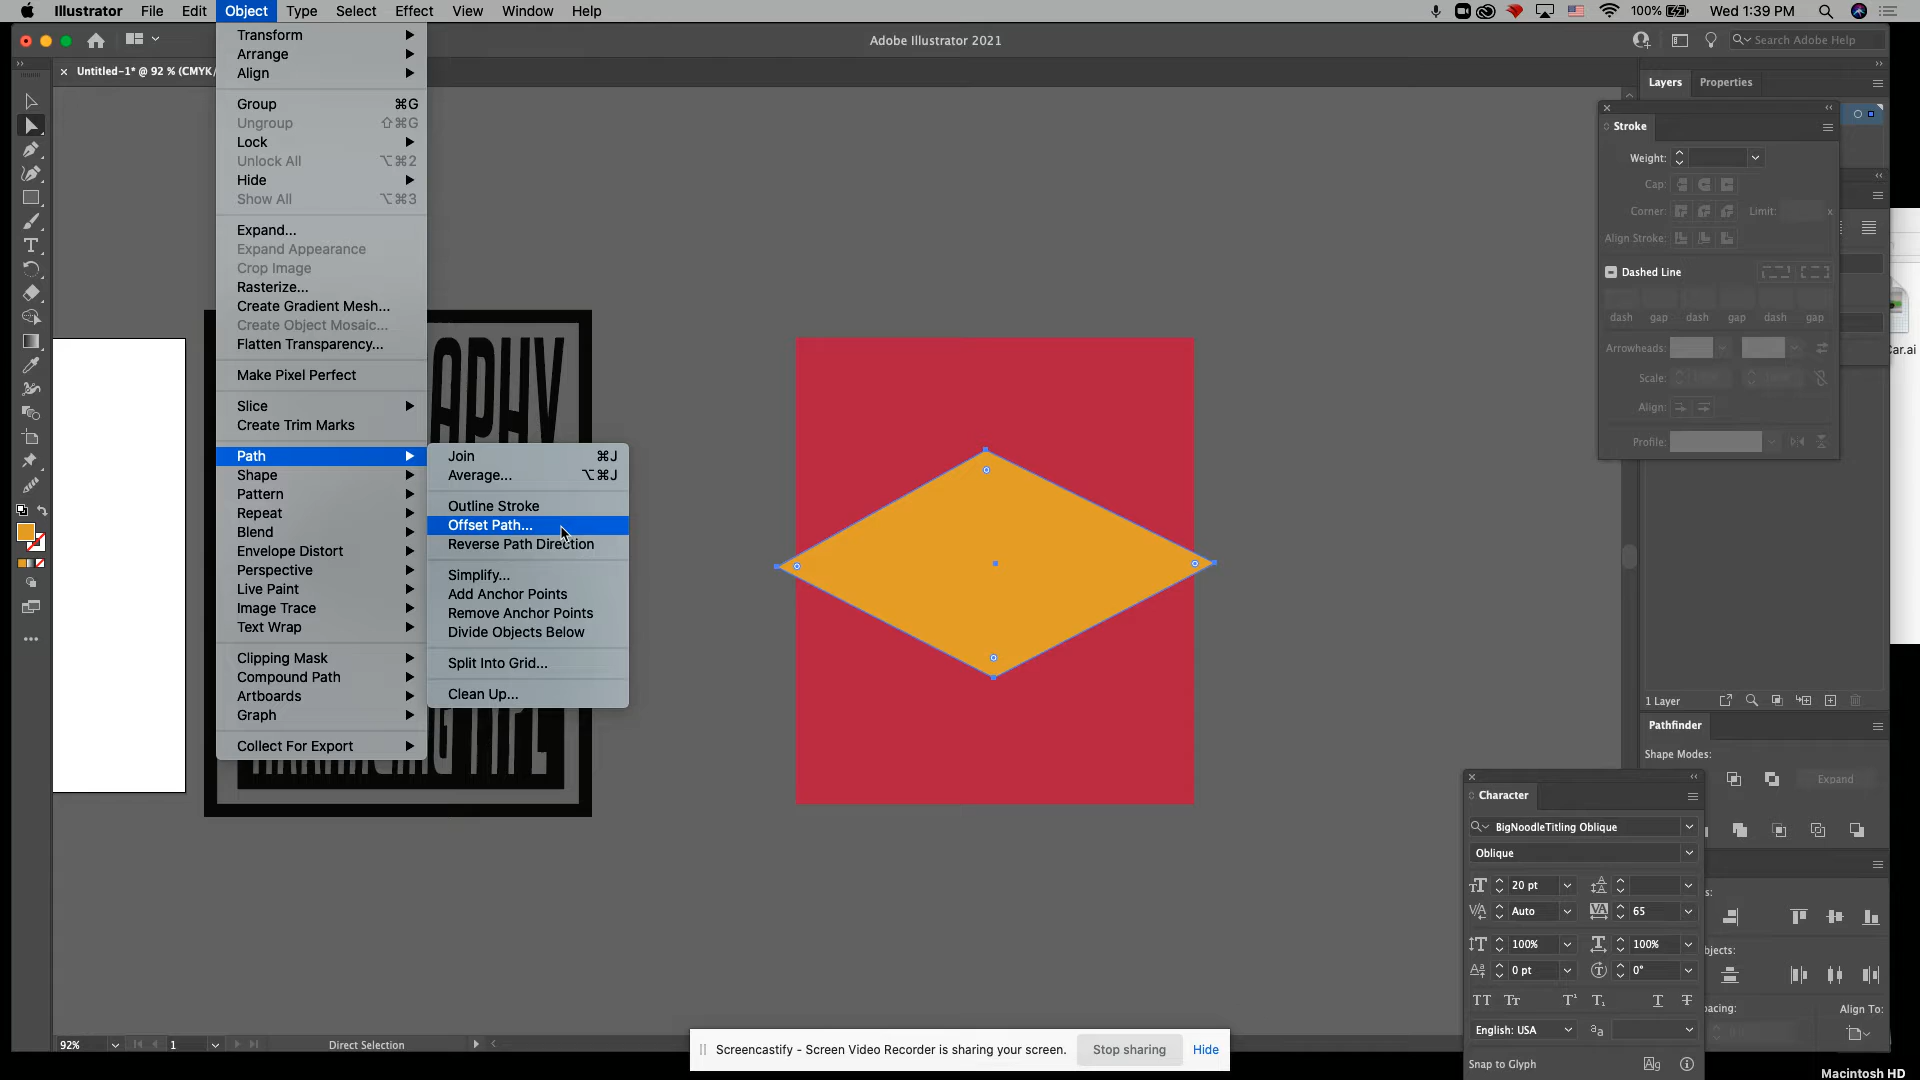 Illustrator File Edit Object Type Select Effect View Window Help
100% Wed 1:39 PM
Adobe Illustrator 2021
Search Adobe Help
× Untitled-1* @ 92 % (CMYK/
Transform
Arrange
Align
Group ⌘G
Ungroup ⇧⌘G
Lock
Unlock All ⌥⌘2
Hide
Show All ⌥⌘3
Expand...
Expand Appearance
Crop Image
Rasterize...
Create Gradient Mesh...
Create Object Mosaic...
Flatten Transparency...
Make Pixel Perfect
Slice
Create Trim Marks
Path
Shape
Pattern
Repeat
Blend
Envelope Distort
Perspective
Live Paint
Image Trace
Text Wrap
Clipping Mask
Compound Path
Artboards
Graph
Collect For Export
Join ⌘J
Average... ⌥⌘J
Outline Stroke
Offset Path...
Reverse Path Direction
Simplify...
Add Anchor Points
Remove Anchor Points
Divide Objects Below
Split Into Grid...
Clean Up...
APHY
TYPE
Layers Properties
Stroke
Weight:
Cap:
Corner: Limit: x
Align Stroke:
Dashed Line
dash gap dash gap dash gap
Arrowheads:
Scale:
Align:
Profile:
Car.ai
1 Layer
Pathfinder
Shape Modes:
Expand
Character
BigNoodleTitling Oblique
Oblique
20 pt
Auto 65
100% 100%
0 pt 0°
English: USA
Snap to Glyph
s:
bjects:
pacing: Align To:
92% 1 Direct Selection
Screencastify - Screen Video Recorder is sharing your screen. Stop sharing Hide
Macintosh HD